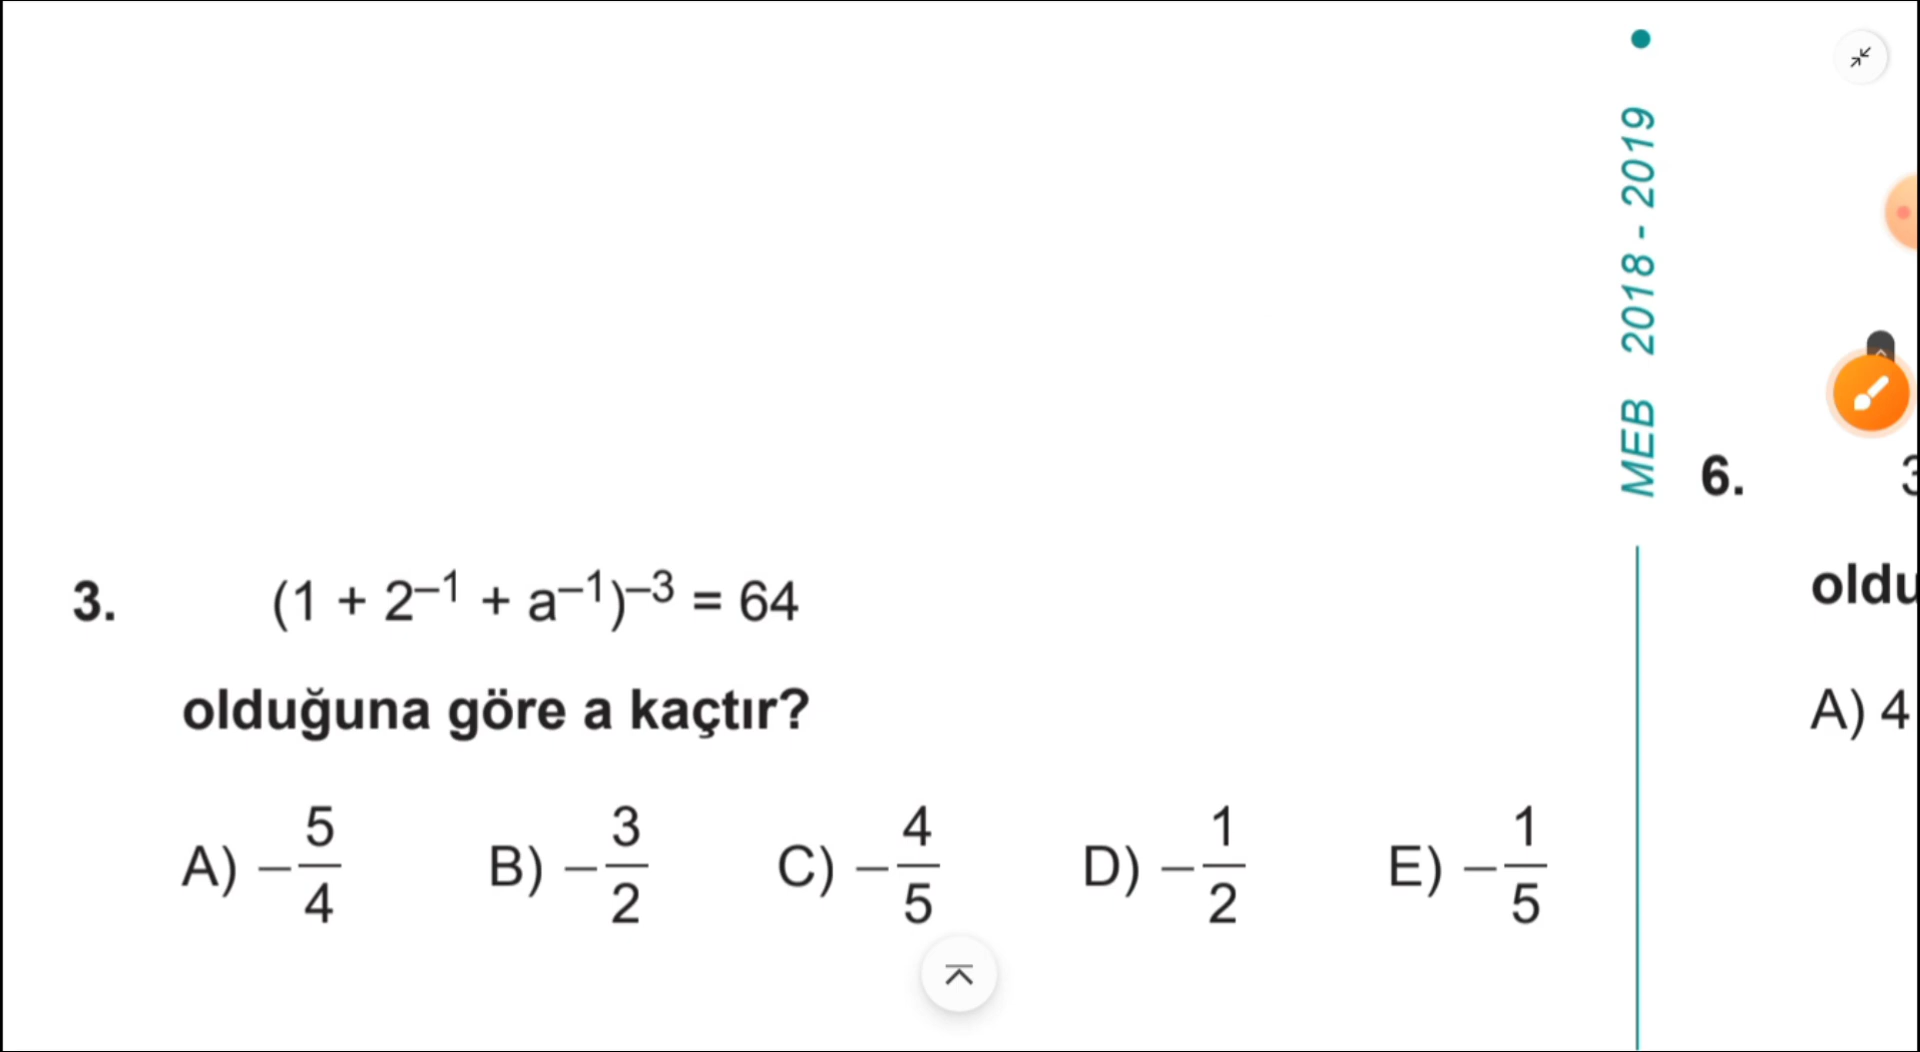 MEB 2018 - 2019
3. (1 + 2⁻¹ + a⁻¹)⁻³ = 64
olduğuna göre a kaçtır?
A) -5/4 B) -3/2 C) -4/5 D) -1/2 E) -1/5
6.
oldu
A) 4